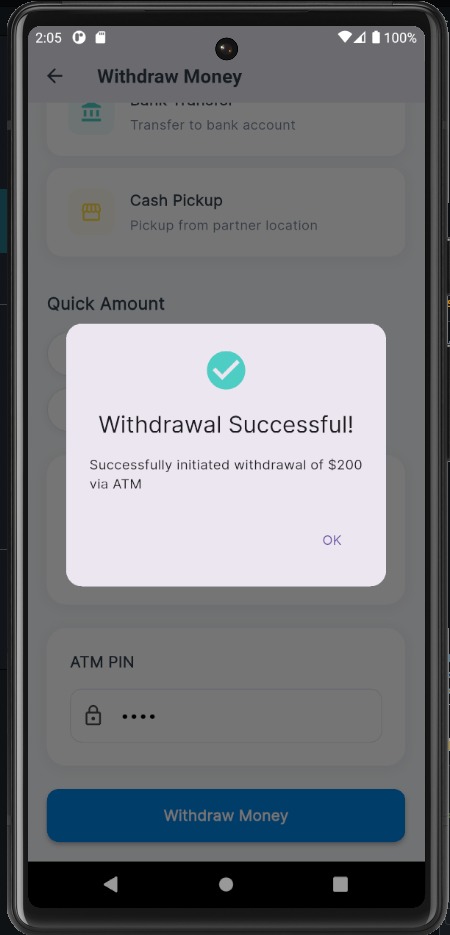 2:05
100%
Withdraw Money
Bank Transfer
Transfer to bank account
Cash Pickup
Pickup from partner location
Quick Amount
Withdrawal Successful!
Successfully initiated withdrawal of $200
via ATM
OK
ATM PIN
••••
Withdraw Money